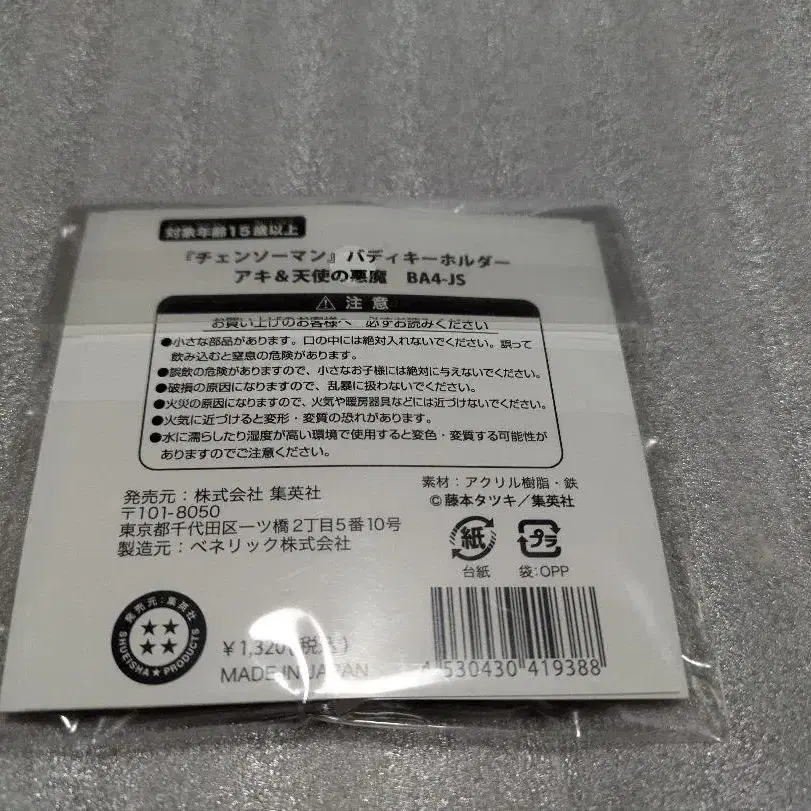 対象年齢15歳以上
『チェンソーマン』バディキーホルダー
アキ&天使の悪魔 BA4-JS
⚠ 注意
お買い上げのお客様へ 必ずお読みください
●小さな部品があります。口の中には絶対入れないでください。誤って
飲み込むと窒息の危険があります。
●誤飲の危険がありますので、小さなお子様には絶対に与えないでください。
●破損の原因になりますので、乱暴に扱わないでください。
●火災の原因になりますので、火気や暖房器具などには近づけないでください。
●火気に近づけると変形・変質の恐れがあります。
●水に濡らしたり湿度が高い環境で使用すると変色・変質する可能性が
ありますのでご注意ください。
素材:アクリル樹脂・鉄
©藤本タツキ/集英社
発売元:株式会社 集英社
〒101-8050
東京都千代田区一ツ橋2丁目5番10号
製造元:ベネリック株式会社
紙
台紙
プラ
袋:OPP
発売元:集英社
SHUEISHA★PRODUCTS
¥1,320(税込)
MADE IN JAPAN
4 530430 419388